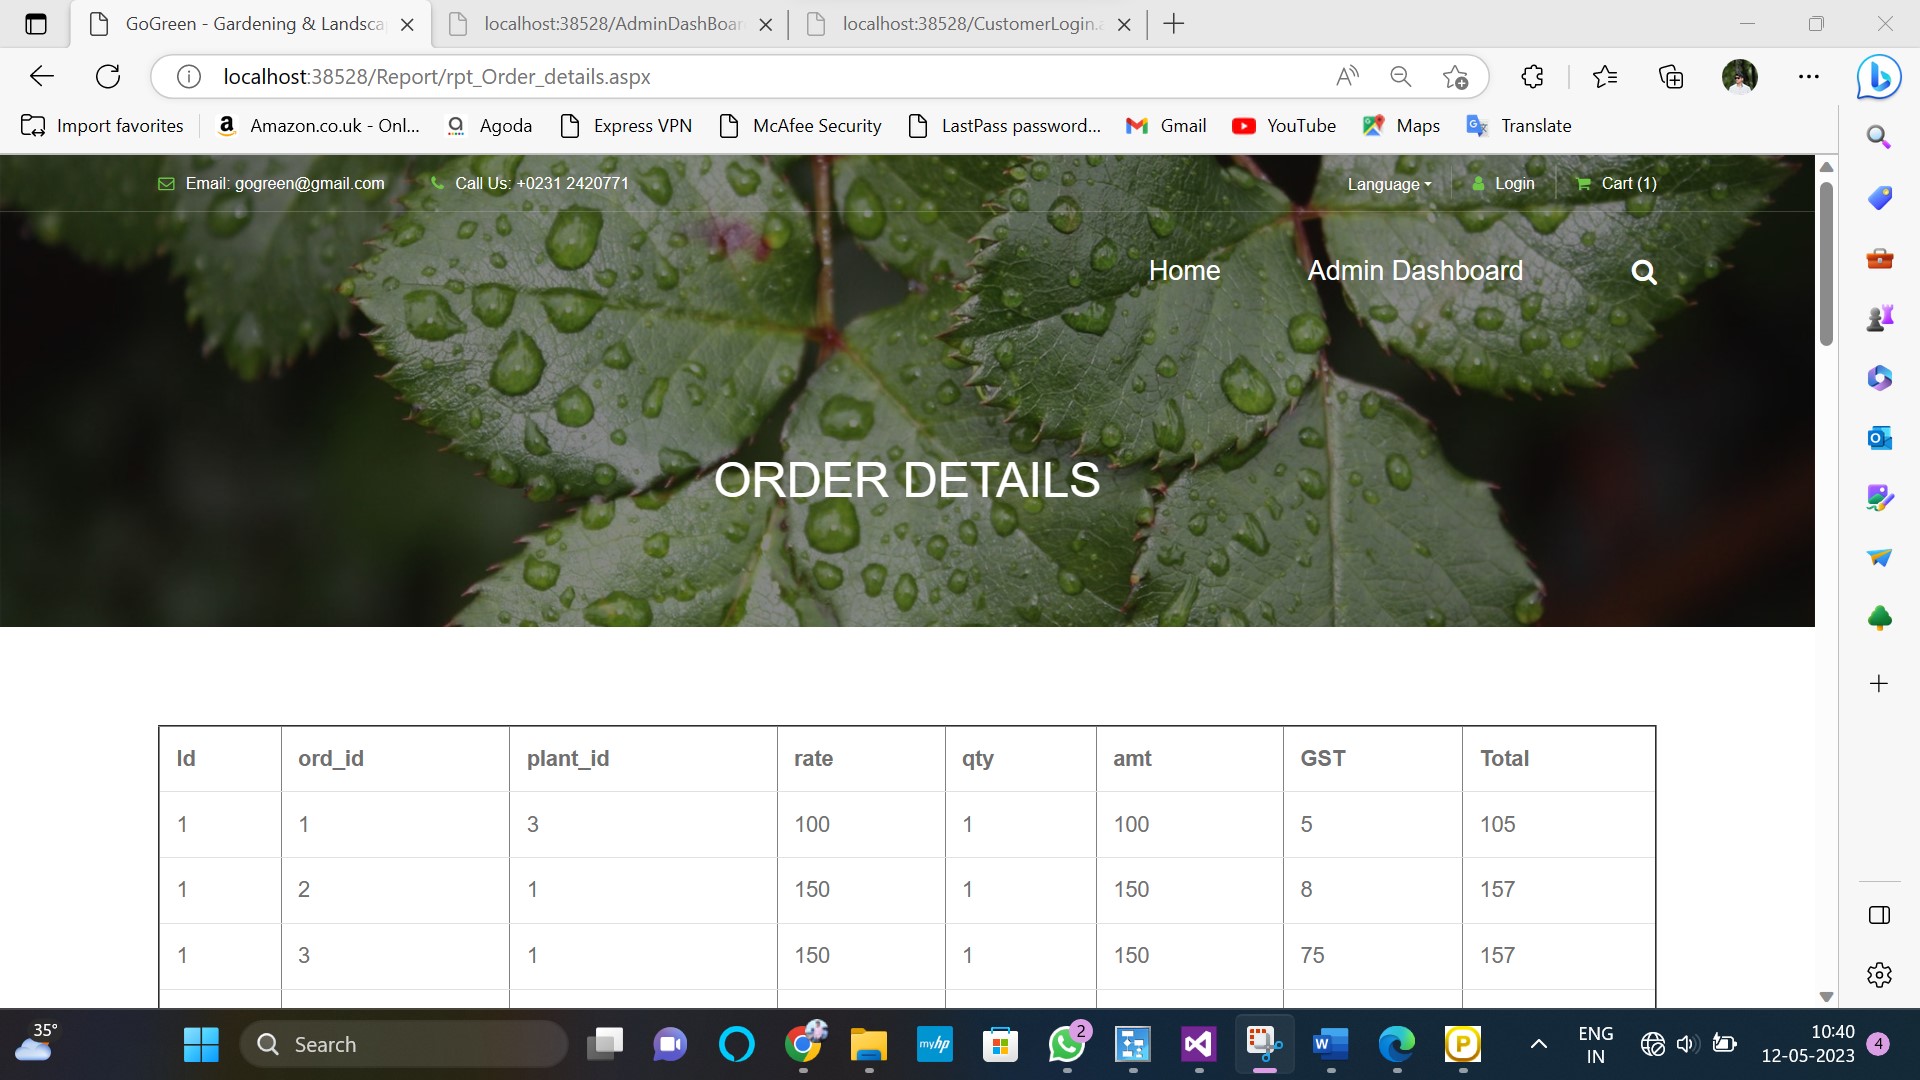 GoGreen - Gardening & Landsca
localhost:38528/AdminDashBoar
localhost:38528/CustomerLogin.a
localhost:38528/Report/rpt_Order_details.aspx
Import favorites
Amazon.co.uk - Onl...
Agoda
Express VPN
McAfee Security
LastPass password...
Gmail
YouTube
Maps
Translate
Email: gogreen@gmail.com
Call Us: +0231 2420771
Language
Login
Cart (1)
Home
Admin Dashboard
ORDER DETAILS
Id ord_id plant_id rate qty amt GST Total
1 1 3 100 1 100 5 105
1 2 1 150 1 150 8 157
1 3 1 150 1 150 75 157
35°
Search
myhp
2
ENG
IN
10:40
12-05-2023
4